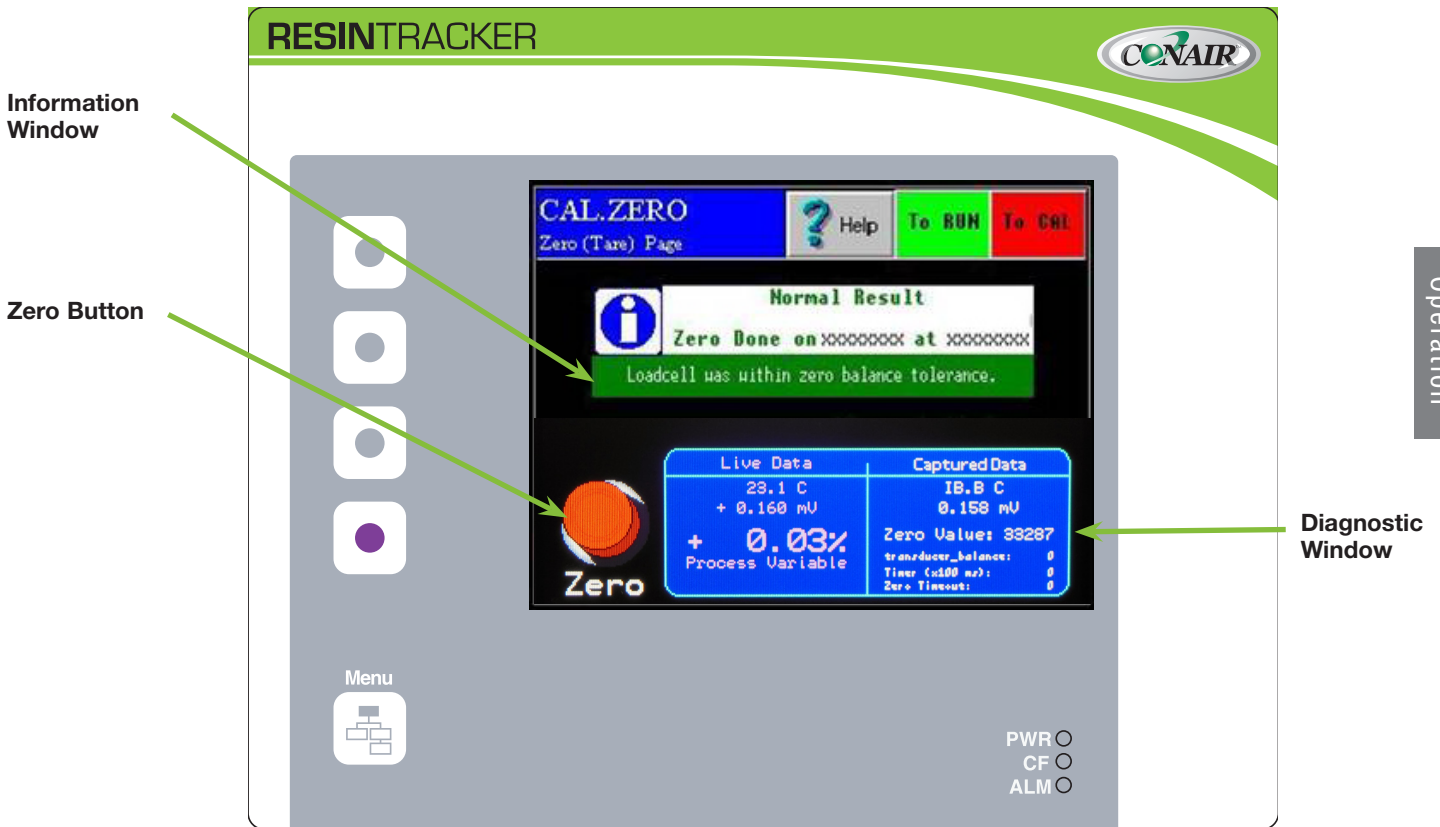 RESINTRACKER
CONAIR
Information
Window
Zero Button
CAL.ZERO
Zero (Tare) Page
Help
To RUN
To CAL
Normal Result
Zero Done on xxxxxxxx at xxxxxxxx
Loadcell was within zero balance tolerance.
Live Data
23.1 C
+ 0.160 mV
+ 0.03%
Process Variable
Captured Data
IB.B C
0.158 mV
Zero Value: 33287
transducer_balance: 0
Timer (x100 ms): 0
Zero Timeout: 0
Zero
Diagnostic
Window
Operation
Menu
PWR
CF
ALM